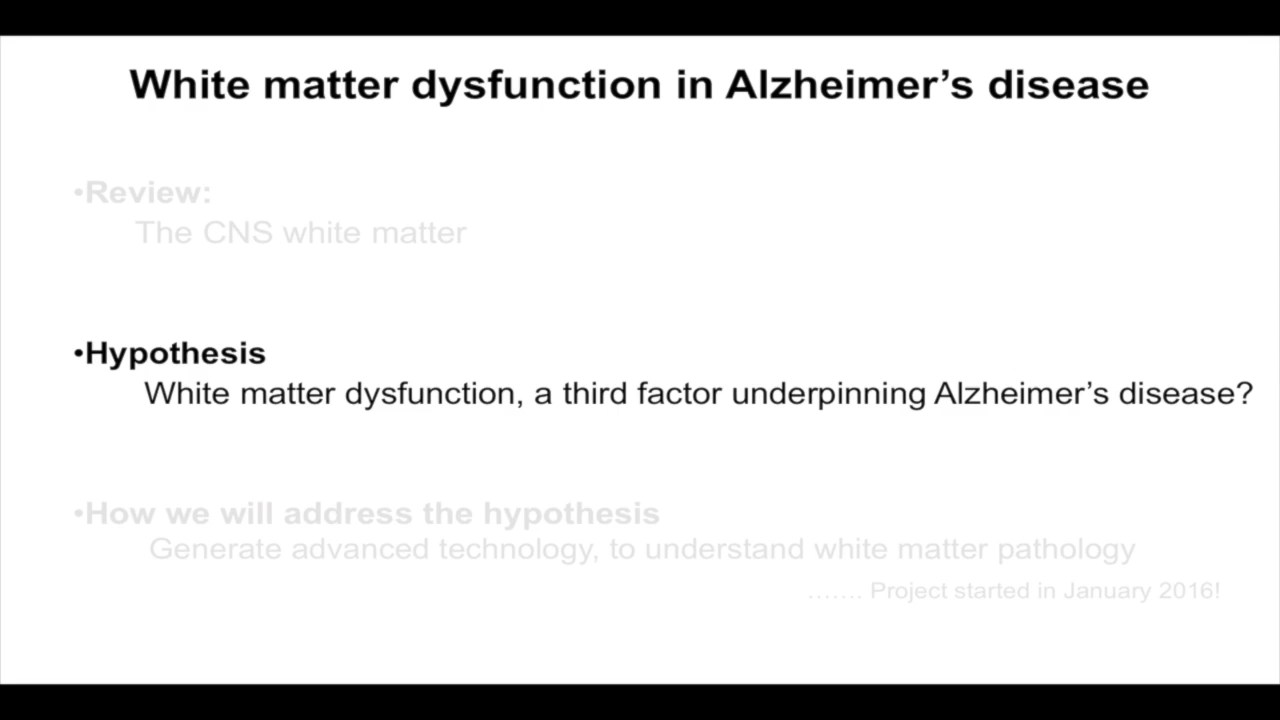 White matter dysfunction in Alzheimer’s disease
•Review:
The CNS white matter
•Hypothesis
White matter dysfunction, a third factor underpinning Alzheimer’s disease?
•How we will address the hypothesis
Generate advanced technology, to understand white matter pathology
……. Project started in January 2016!